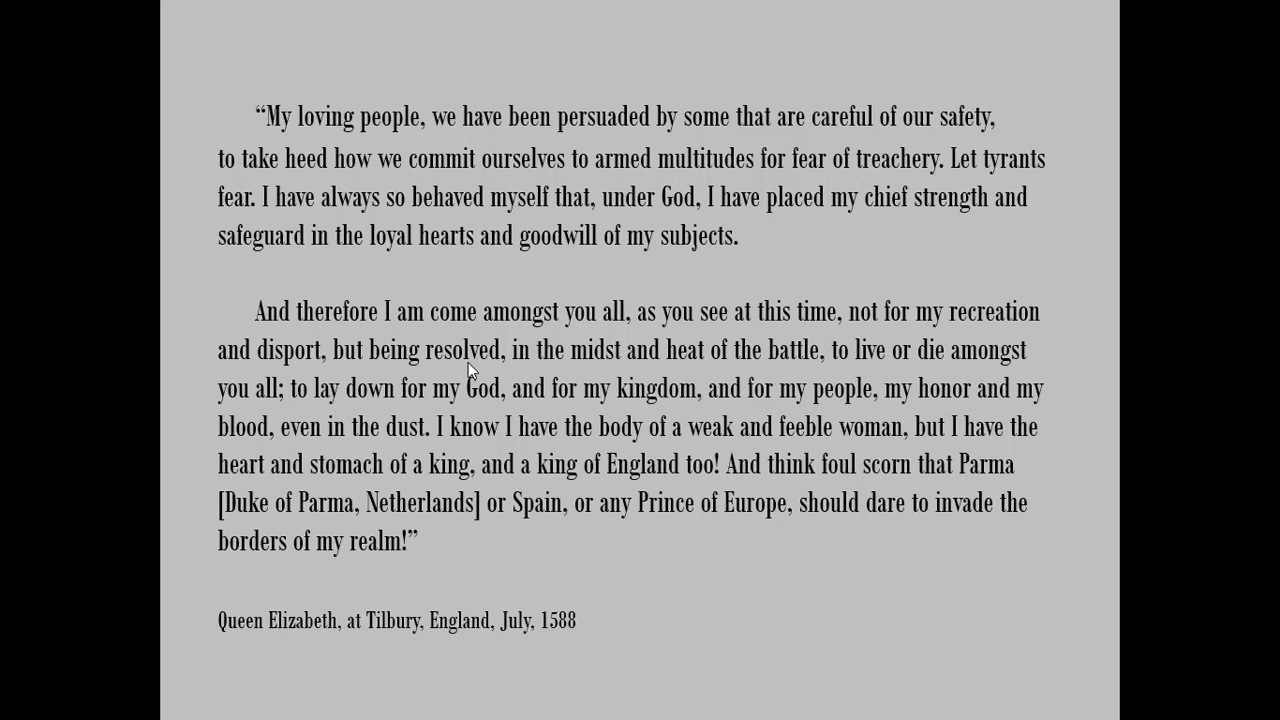 “My loving people, we have been persuaded by some that are careful of our safety,
to take heed how we commit ourselves to armed multitudes for fear of treachery. Let tyrants
fear. I have always so behaved myself that, under God, I have placed my chief strength and
safeguard in the loyal hearts and goodwill of my subjects.
And therefore I am come amongst you all, as you see at this time, not for my recreation
and disport, but being resolved, in the midst and heat of the battle, to live or die amongst
you all; to lay down for my God, and for my kingdom, and for my people, my honor and my
blood, even in the dust. I know I have the body of a weak and feeble woman, but I have the
heart and stomach of a king, and a king of England too! And think foul scorn that Parma
[Duke of Parma, Netherlands] or Spain, or any Prince of Europe, should dare to invade the
borders of my realm!”
Queen Elizabeth, at Tilbury, England, July, 1588